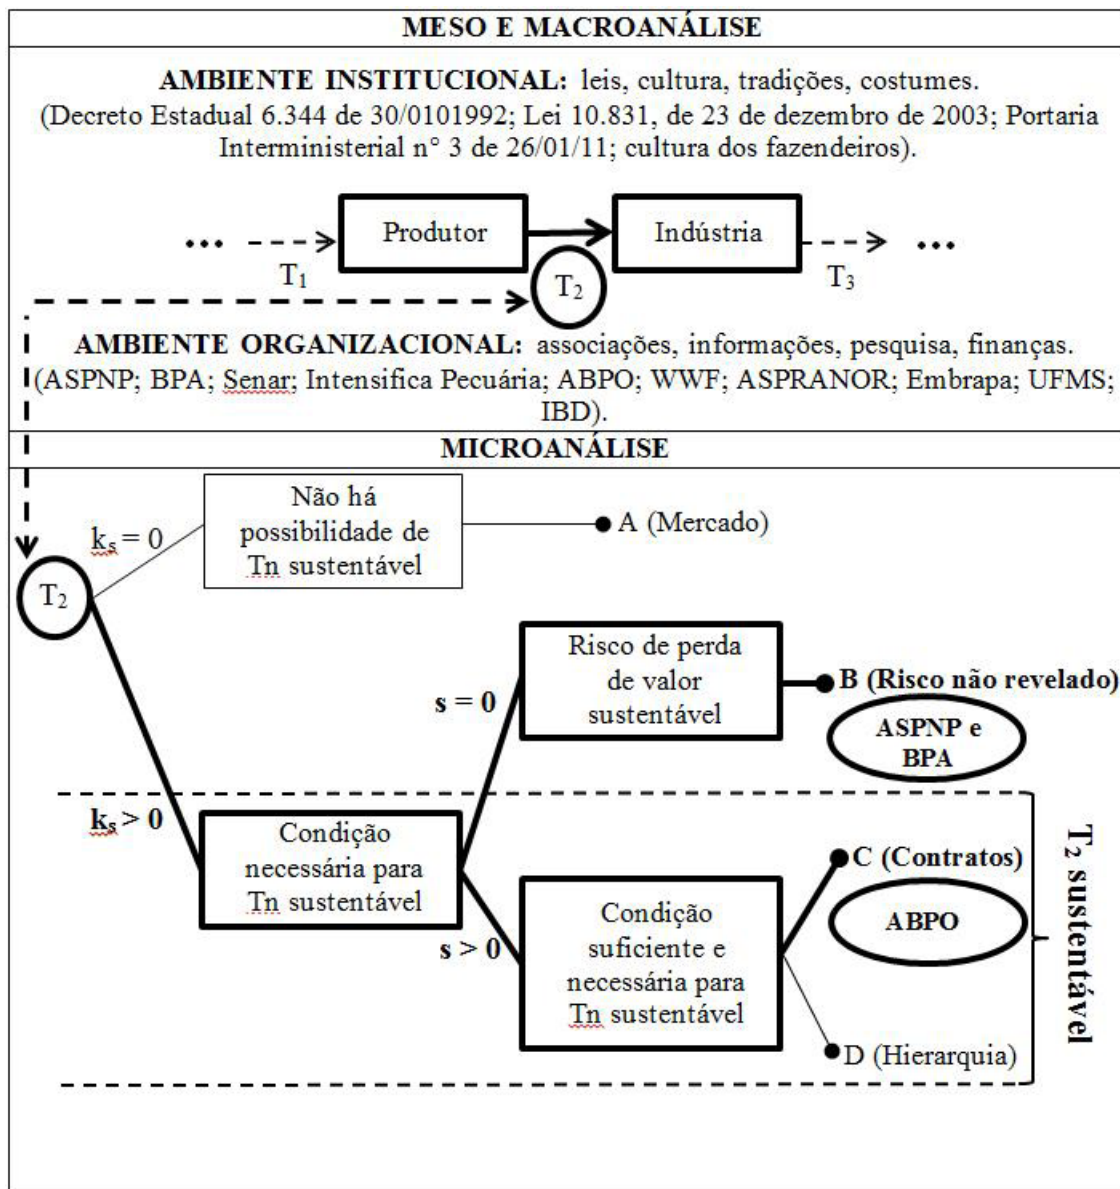 MESO E MACROANÁLISE
AMBIENTE INSTITUCIONAL: leis, cultura, tradições, costumes.
(Decreto Estadual 6.344 de 30/0101992; Lei 10.831, de 23 de dezembro de 2003; Portaria
Interministerial n° 3 de 26/01/11; cultura dos fazendeiros).
... Produtor Indústria ...
T₁ T₂ T₃
AMBIENTE ORGANIZACIONAL: associações, informações, pesquisa, finanças.
(ASPNP; BPA; Senar; Intensifica Pecuária; ABPO; WWF; ASPRANOR; Embrapa; UFMS;
IBD).
MICROANÁLISE
T₂
kₛ = 0
Não há
possibilidade de
Tn sustentável
A (Mercado)
kₛ > 0
Condição
necessária para
Tn sustentável
s = 0
Risco de perda
de valor
sustentável
B (Risco não revelado)
ASPNP e
BPA
s > 0
Condição
suficiente e
necessária para
Tn sustentável
C (Contratos)
ABPO
D (Hierarquia)
T₂ sustentável